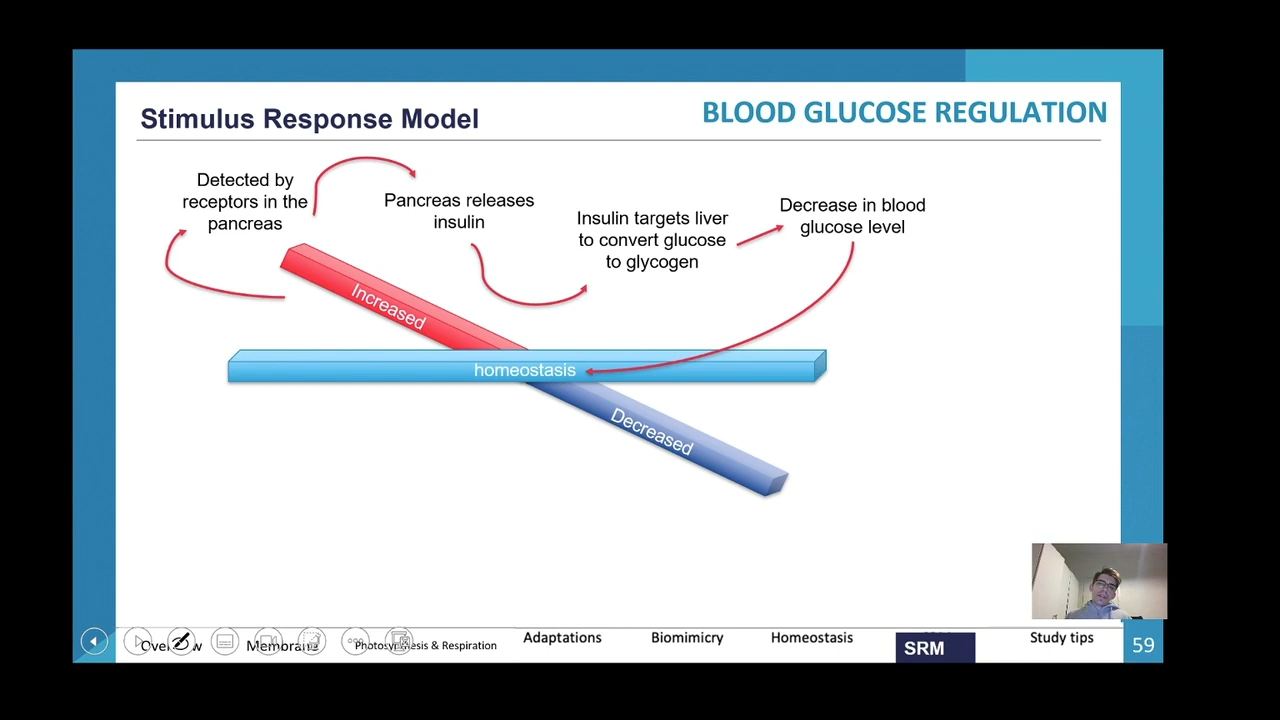 Stimulus Response Model
BLOOD GLUCOSE REGULATION
Detected by
receptors in the
pancreas
Pancreas releases
insulin
Insulin targets liver
to convert glucose
to glycogen
Decrease in blood
glucose level
Increased
homeostasis
Decreased
Overview
Membrane
Photosynthesis & Respiration
Adaptations
Biomimicry
Homeostasis
SRM
Study tips
59